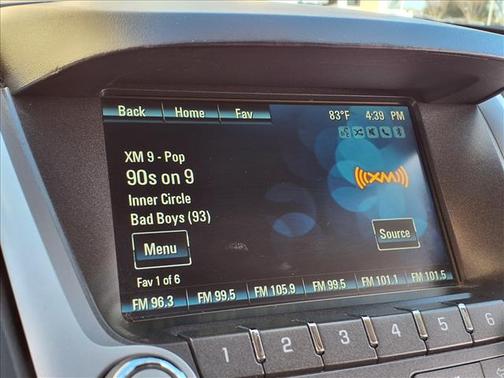 Back Home Fav 83°F 4:39 PM
XM 9 - Pop
90s on 9
Inner Circle
Bad Boys (93)
((XM))
Menu Source
Fav 1 of 6
FM 96.3 FM 99.5 FM 105.9 FM 99.5 FM 101.1 FM 101.5
1 2 3 4 5 6